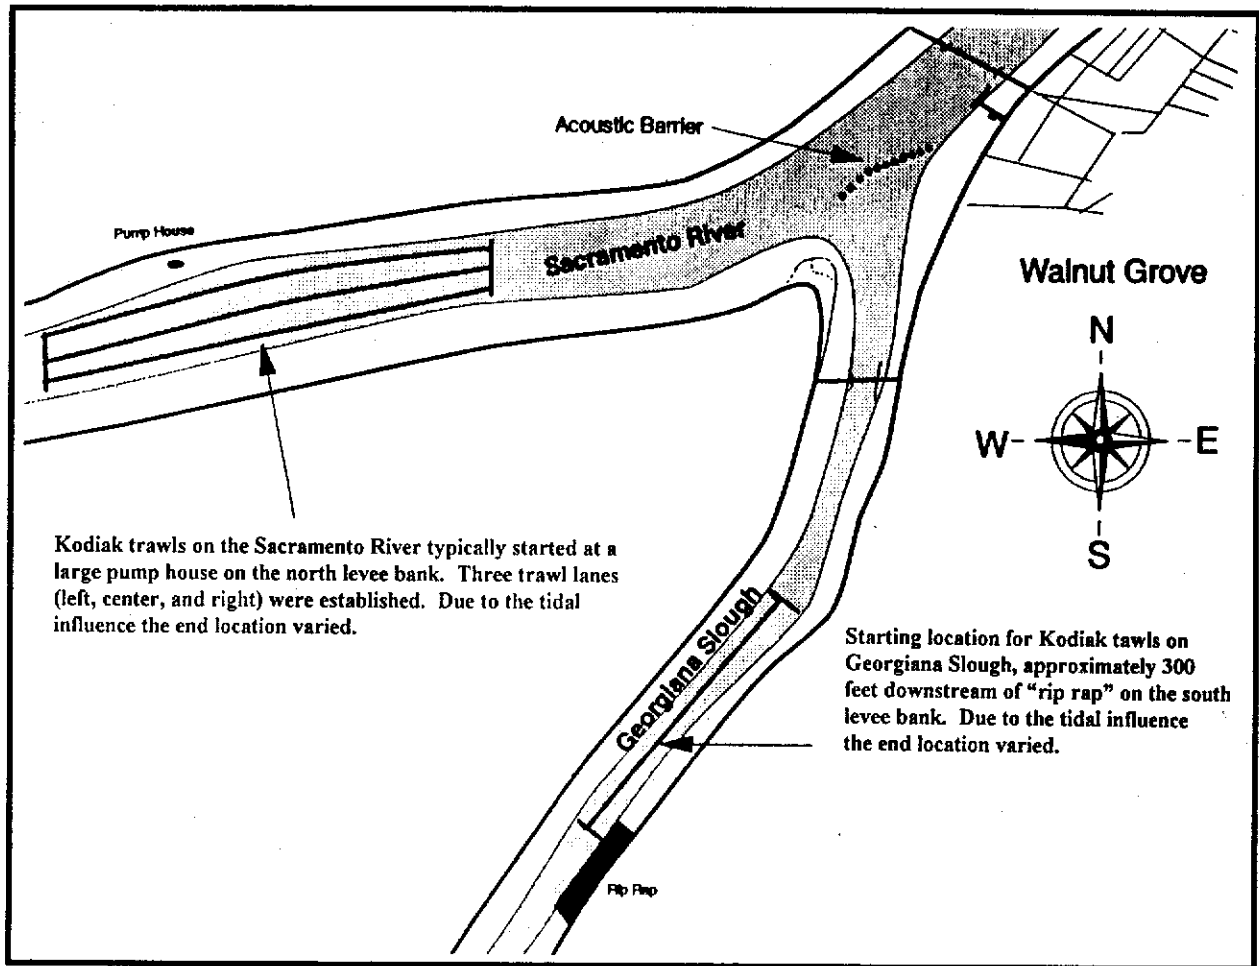 Acoustic Barrier
Pump House
Sacramento River
Walnut Grove
N
W
E
S
Kodiak trawls on the Sacramento River typically started at a
large pump house on the north levee bank. Three trawl lanes
(left, center, and right) were established. Due to the tidal
influence the end location varied.
Georgiana Slough
Starting location for Kodiak tawls on
Georgiana Slough, approximately 300
feet downstream of "rip rap" on the south
levee bank. Due to the tidal influence
the end location varied.
Rip Rap